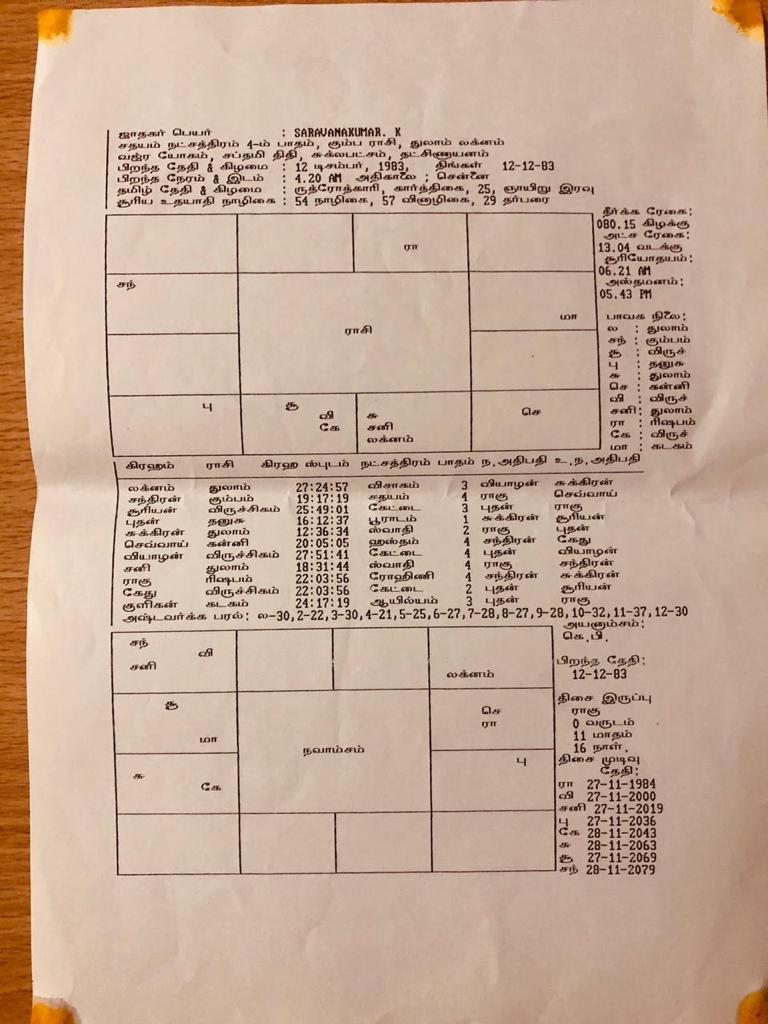 ஜாதகர் பெயர் : SARAVANAKUMAR. K
சதயம் நட்சத்திரம் 4-ம் பாதம், கும்ப ராசி, துலாம் லக்னம்
வஜ்ர யோகம், சப்தமி திதி, சுக்லபட்சம், தட்சிணாயனம்
பிறந்த தேதி & கிழமை : 12 டிசம்பர், 1983, திங்கள் 12-12-83
பிறந்த நேரம் & இடம் : 4.20 AM அதிகாலை ; சென்னை
தமிழ் தேதி & கிழமை : ருத்ரோத்காரி, கார்த்திகை, 25, ஞாயிறு இரவு
சூரிய உதயாதி நாழிகை : 54 நாழிகை, 57 வினாழிகை, 29 தர்பரை
தீர்க்க ரேகை:
080.15 கிழக்கு
அட்ச ரேகை:
13.04 வடக்கு
சூரியோதயம்:
06.21 AM
அஸ்தமனம்:
05.43 PM
பாவக நிலை:
ல : துலாம்
சந் : கும்பம்
சூ : விருச்
பு : தனுசு
சு : துலாம்
செ : கன்னி
வி : விருச்
சனி: துலாம்
ரா : ரிஷபம்
கே : விருச்
மா : கடகம்
ரா
சந்
ராசி
மா
பு
சூ
வி
கே
சு
சனி
லக்னம்
செ
கிரஹம் ராசி கிரஹ ஸ்புடம் நட்சத்திரம் பாதம் ந.அதிபதி உ.ந.அதிபதி
லக்னம் துலாம் 27:24:57 விசாகம் 3 வியாழன் சுக்கிரன்
சந்திரன் கும்பம் 19:17:19 சதயம் 4 ராகு செவ்வாய்
சூரியன் விருச்சிகம் 25:49:01 கேட்டை 3 புதன் ராகு
புதன் தனுசு 16:12:37 பூராடம் 1 சுக்கிரன் சூரியன்
சுக்கிரன் துலாம் 12:36:34 ஸ்வாதி 2 ராகு புதன்
செவ்வாய் கன்னி 20:05:05 ஹஸ்தம் 4 சந்திரன் கேது
வியாழன் விருச்சிகம் 27:51:41 கேட்டை 4 புதன் வியாழன்
சனி துலாம் 18:31:44 ஸ்வாதி 4 ராகு சந்திரன்
ராகு ரிஷபம் 22:03:56 ரோஹிணி 4 சந்திரன் சுக்கிரன்
கேது விருச்சிகம் 22:03:56 கேட்டை 2 புதன் சூரியன்
குளிகன் கடகம் 24:17:19 ஆயில்யம் 3 புதன் ராகு
அஷ்டவர்க்க பரல்: ல-30,2-22,3-30,4-21,5-25,6-27,7-28,8-27,9-28,10-32,11-37,12-30
சந்
சனி
வி
லக்னம்
சூ
மா
நவாம்சம்
செ
ரா
சு
கே
பு
அயனாம்சம்:
கெ.பி.
பிறந்த தேதி:
12-12-83
திசை இருப்பு
ராகு
0 வருடம்
11 மாதம்
16 நாள்.
திசை முடிவு
தேதி:
ரா 27-11-1984
வி 27-11-2000
சனி 27-11-2019
பு 27-11-2036
கே 28-11-2043
சு 28-11-2063
சூ 27-11-2069
சந் 28-11-2079